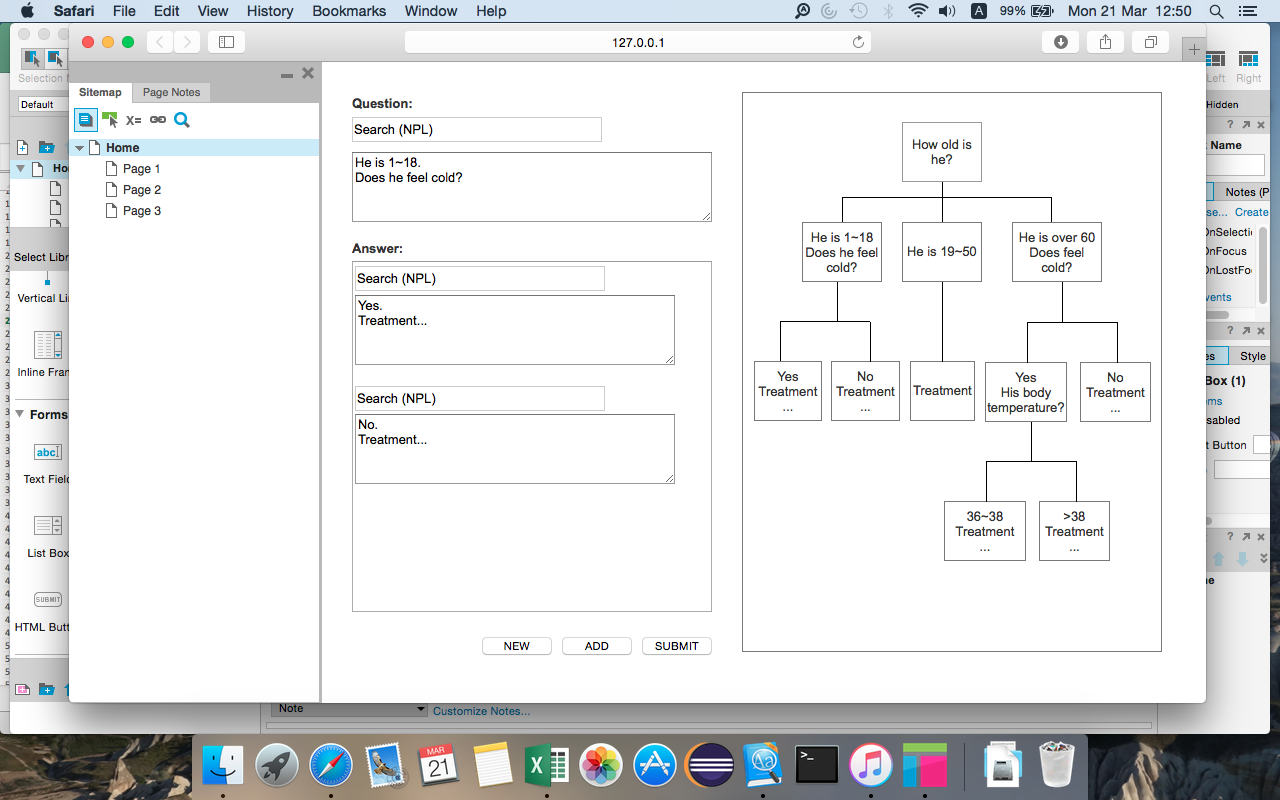 Safari File Edit View History Bookmarks Window Help
A 99% Mon 21 Mar 12:50
127.0.0.1
Selection
Left Right
Default
Hidden
Sitemap Page Notes
X=
Home
Page 1
Page 2
Page 3
Name
Notes (P
Create
OnFocus
Select Libr
Vertical Li
Inline Fran
Forms
abc
Text Field
List Box
SUBMIT
HTML Butt
Question:
Search (NPL)
He is 1~18.
Does he feel cold?
Answer:
Search (NPL)
Yes.
Treatment...
Search (NPL)
No.
Treatment...
NEW ADD SUBMIT
How old is
he?
He is 1~18
Does he feel
cold?
He is 19~50
He is over 60
Does feel
cold?
Yes
Treatment
...
No
Treatment
...
Treatment
Yes
His body
temperature?
No
Treatment
...
36~38
Treatment
...
>38
Treatment
...
Style
Box (1)
sabled
t Button
Note
Customize Notes...
MAR
21
Aa